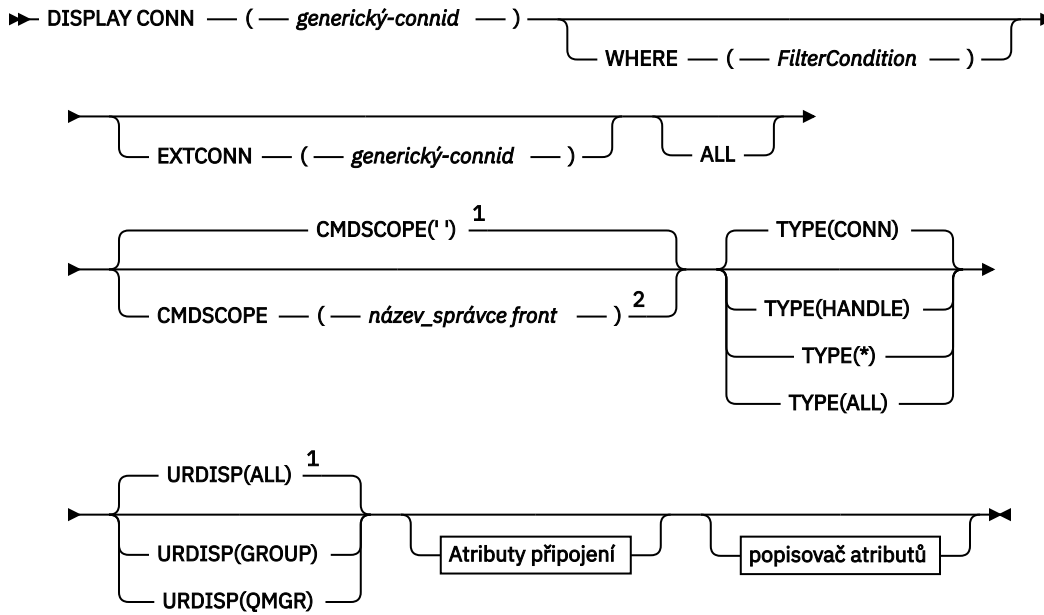 DISPLAY CONN ( generický-connid )
WHERE ( FilterCondition )
EXTCONN ( generický-connid )
ALL
CMDSCOPE(' ') 1
CMDSCOPE ( název_správce front ) 2
TYPE(CONN)
TYPE(HANDLE)
TYPE(*)
TYPE(ALL)
URDISP(ALL) 1
URDISP(GROUP)
URDISP(QMGR)
Atributy připojení
popisovač atributů